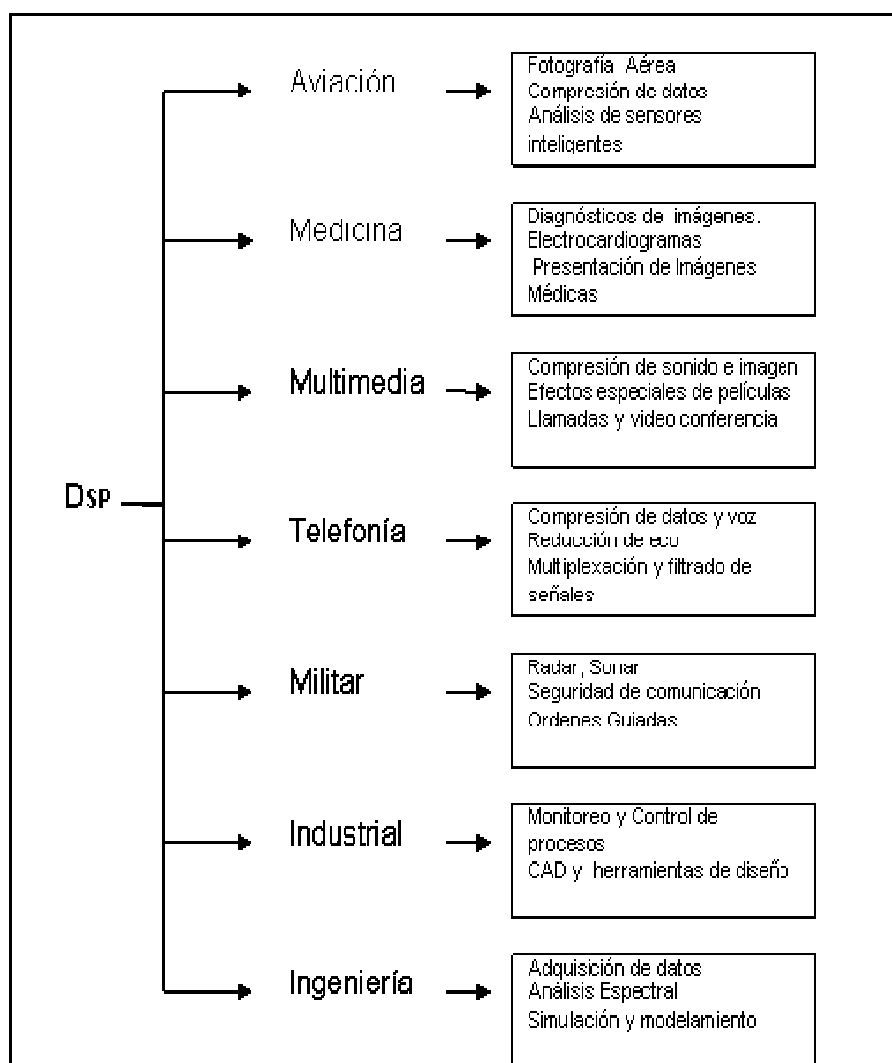 Aviación
Fotografía Aérea
Compresión de datos
Análisis de sensores
inteligentes
Medicina
Diagnósticos de imágenes.
Electrocardiogramas
Presentación de Imágenes
Médicas
Multimedia
Compresión de sonido e imagen
Efectos especiales de películas
Llamadas y video conferencia
DSP
Telefonía
Compresión de datos y voz
Reducción de eco
Multiplexación y filtrado de
señales
Militar
Radar, Sonar
Seguridad de comunicación
Ordenes Guiadas
Industrial
Monitoreo y Control de
procesos
CAD y herramientas de diseño
Ingeniería
Adquisición de datos
Análisis Espectral
Simulación y modelamiento